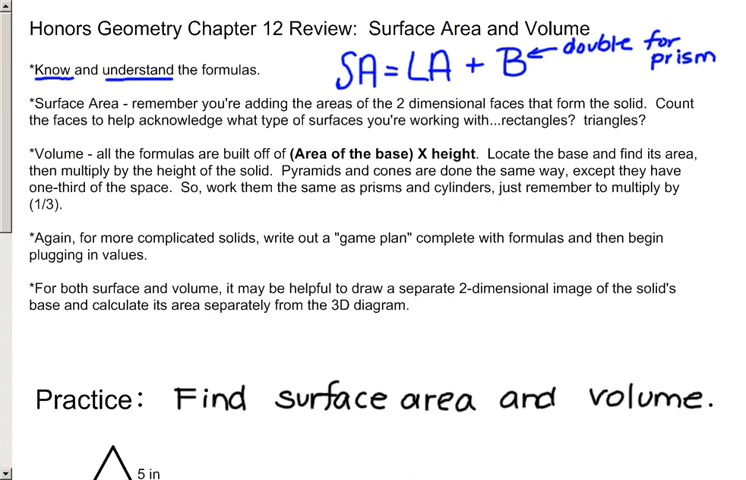 Honors Geometry Chapter 12 Review: Surface Area and Volume
*Know and understand the formulas.
SA = LA + B ← double for prism
*Surface Area - remember you're adding the areas of the 2 dimensional faces that form the solid. Count
the faces to help acknowledge what type of surfaces you're working with...rectangles? triangles?
*Volume - all the formulas are built off of (Area of the base) X height. Locate the base and find its area,
then multiply by the height of the solid. Pyramids and cones are done the same way, except they have
one-third of the space. So, work them the same as prisms and cylinders, just remember to multiply by
(1/3).
*Again, for more complicated solids, write out a "game plan" complete with formulas and then begin
plugging in values.
*For both surface and volume, it may be helpful to draw a separate 2-dimensional image of the solid's
base and calculate its area separately from the 3D diagram.
Practice: Find surface area and volume.
5 in